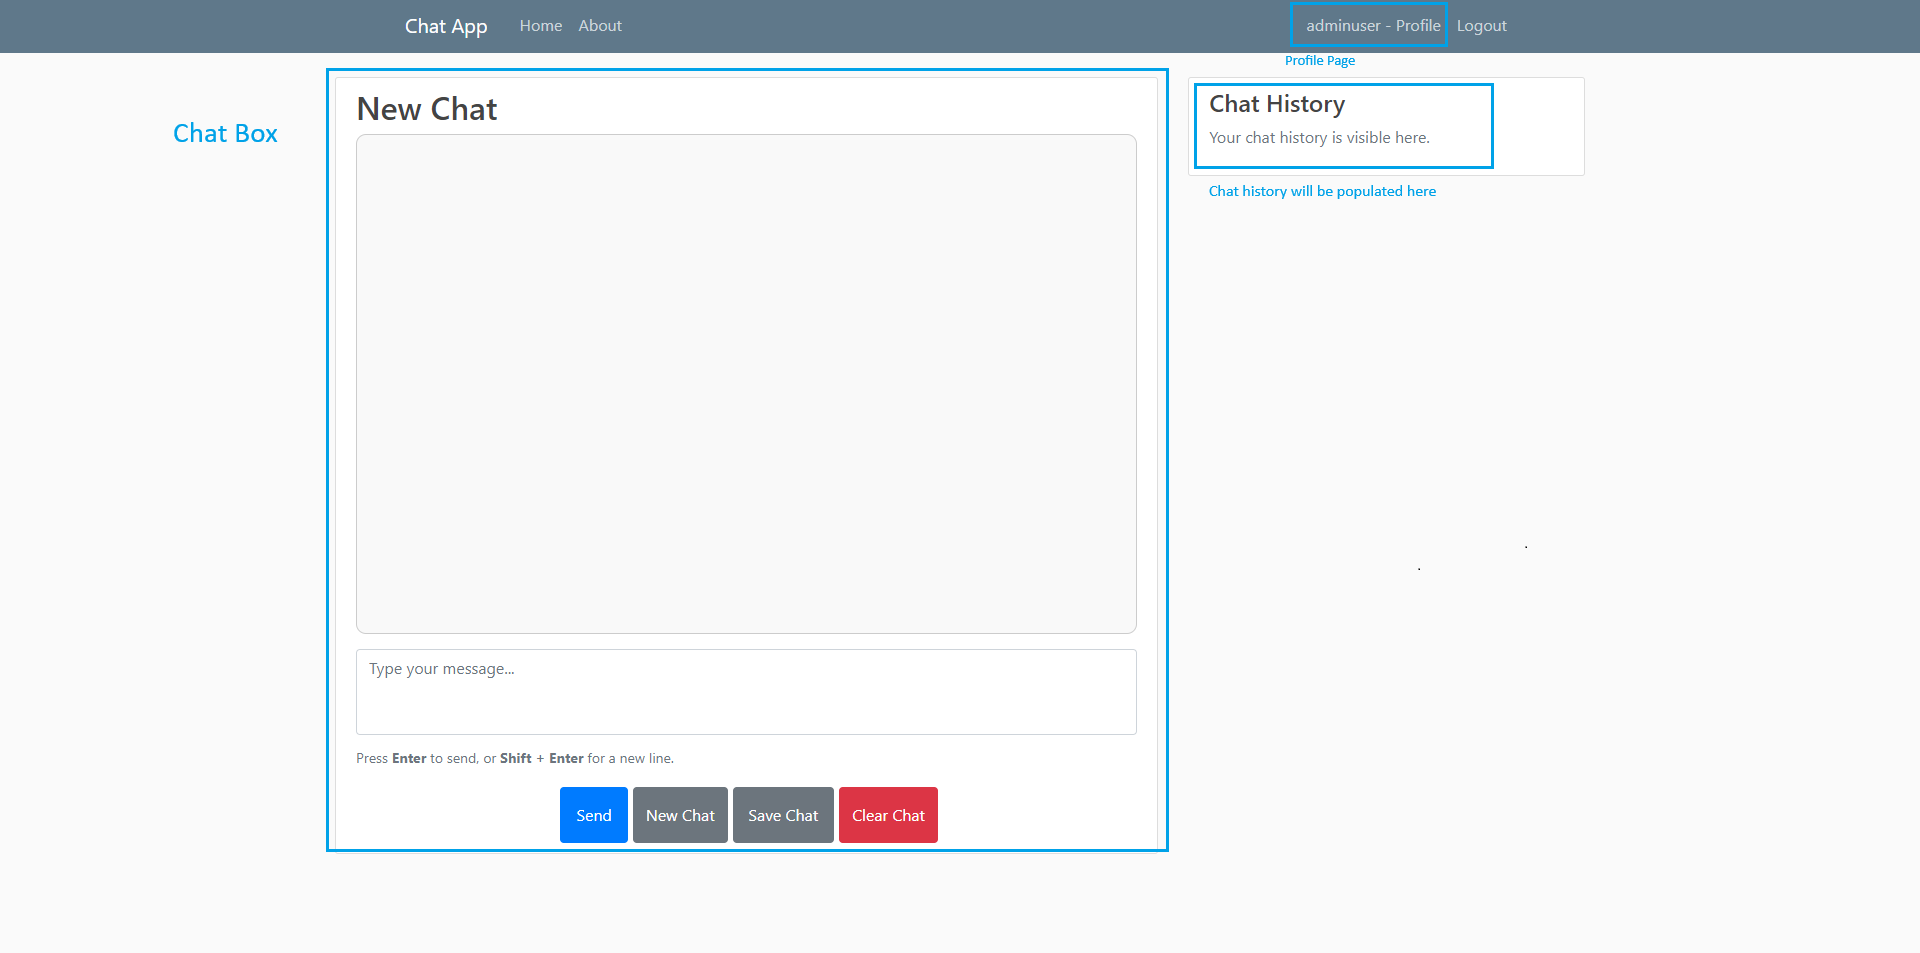 Chat App Home About adminuser - Profile Logout
Profile Page
Chat Box
New Chat
Type your message...
Press Enter to send, or Shift + Enter for a new line.
Send New Chat Save Chat Clear Chat
Chat History
Your chat history is visible here.
Chat history will be populated here